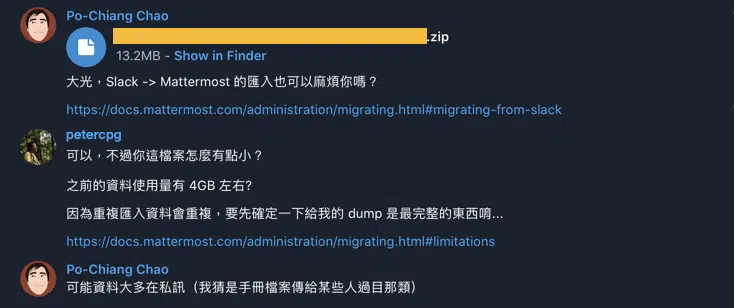 Po-Chiang Chao
.zip
13.2MB - Show in Finder
大光，Slack -> Mattermost 的匯入也可以麻煩你嗎？
https://docs.mattermost.com/administration/migrating.html#migrating-from-slack
petercpg
可以，不過你這檔案怎麼有點小？
之前的資料使用量有 4GB 左右?
因為重複匯入資料會重複，要先確定一下給我的 dump 是最完整的東西唷...
https://docs.mattermost.com/administration/migrating.html#limitations
Po-Chiang Chao
可能資料大多在私訊（我猜是手冊檔案傳給某些人過目那類）